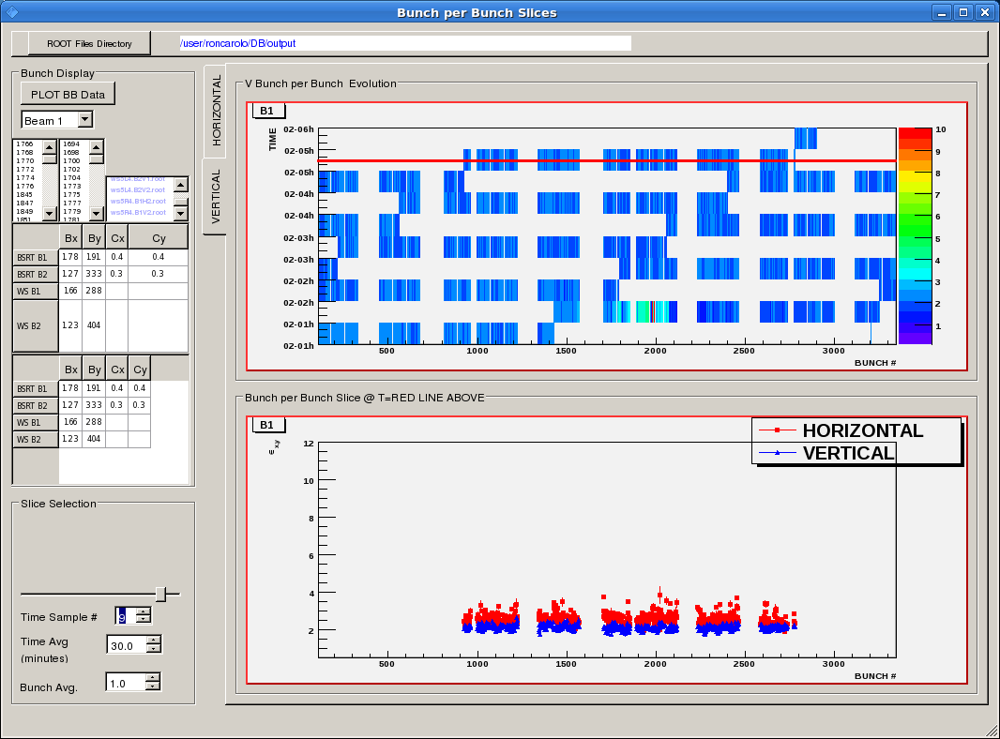 Bunch per Bunch Slices
ROOT Files Directory
/user/roncarolo/DB/output
Bunch Display
PLOT BB Data
Beam 1
1766
1768
1770
1772
1774
1776
1845
1847
1849
1851
1694
1698
1700
1702
1704
1773
1775
1777
1779
1781
ws5L4.B2V2.root
ws5R4.B1H2.root
ws5R4.B1V2.root
Bx By Cx Cy
BSRT B1 178 191 0.4 0.4
BSRT B2 127 333 0.3 0.3
WS B1 166 288
WS B2 123 404
Bx By Cx Cy
BSRT B1 178 191 0.4 0.4
BSRT B2 127 333 0.3 0.3
WS B1 166 288
WS B2 123 404
Slice Selection
Time Sample # 9
Time Avg 30.0
(minutes)
Bunch Avg. 1.0
HORIZONTAL
VERTICAL
V Bunch per Bunch Evolution
B1
TIME
02-06h
02-05h
02-05h
02-04h
02-04h
02-03h
02-03h
02-02h
02-02h
02-01h
02-01h
500 1000 1500 2000 2500 3000
BUNCH #
10
9
8
7
6
5
4
3
2
1
Bunch per Bunch Slice @ T=RED LINE ABOVE
B1
HORIZONTAL
VERTICAL
ε x,y
12
10
8
6
4
2
500 1000 1500 2000 2500 3000
BUNCH #